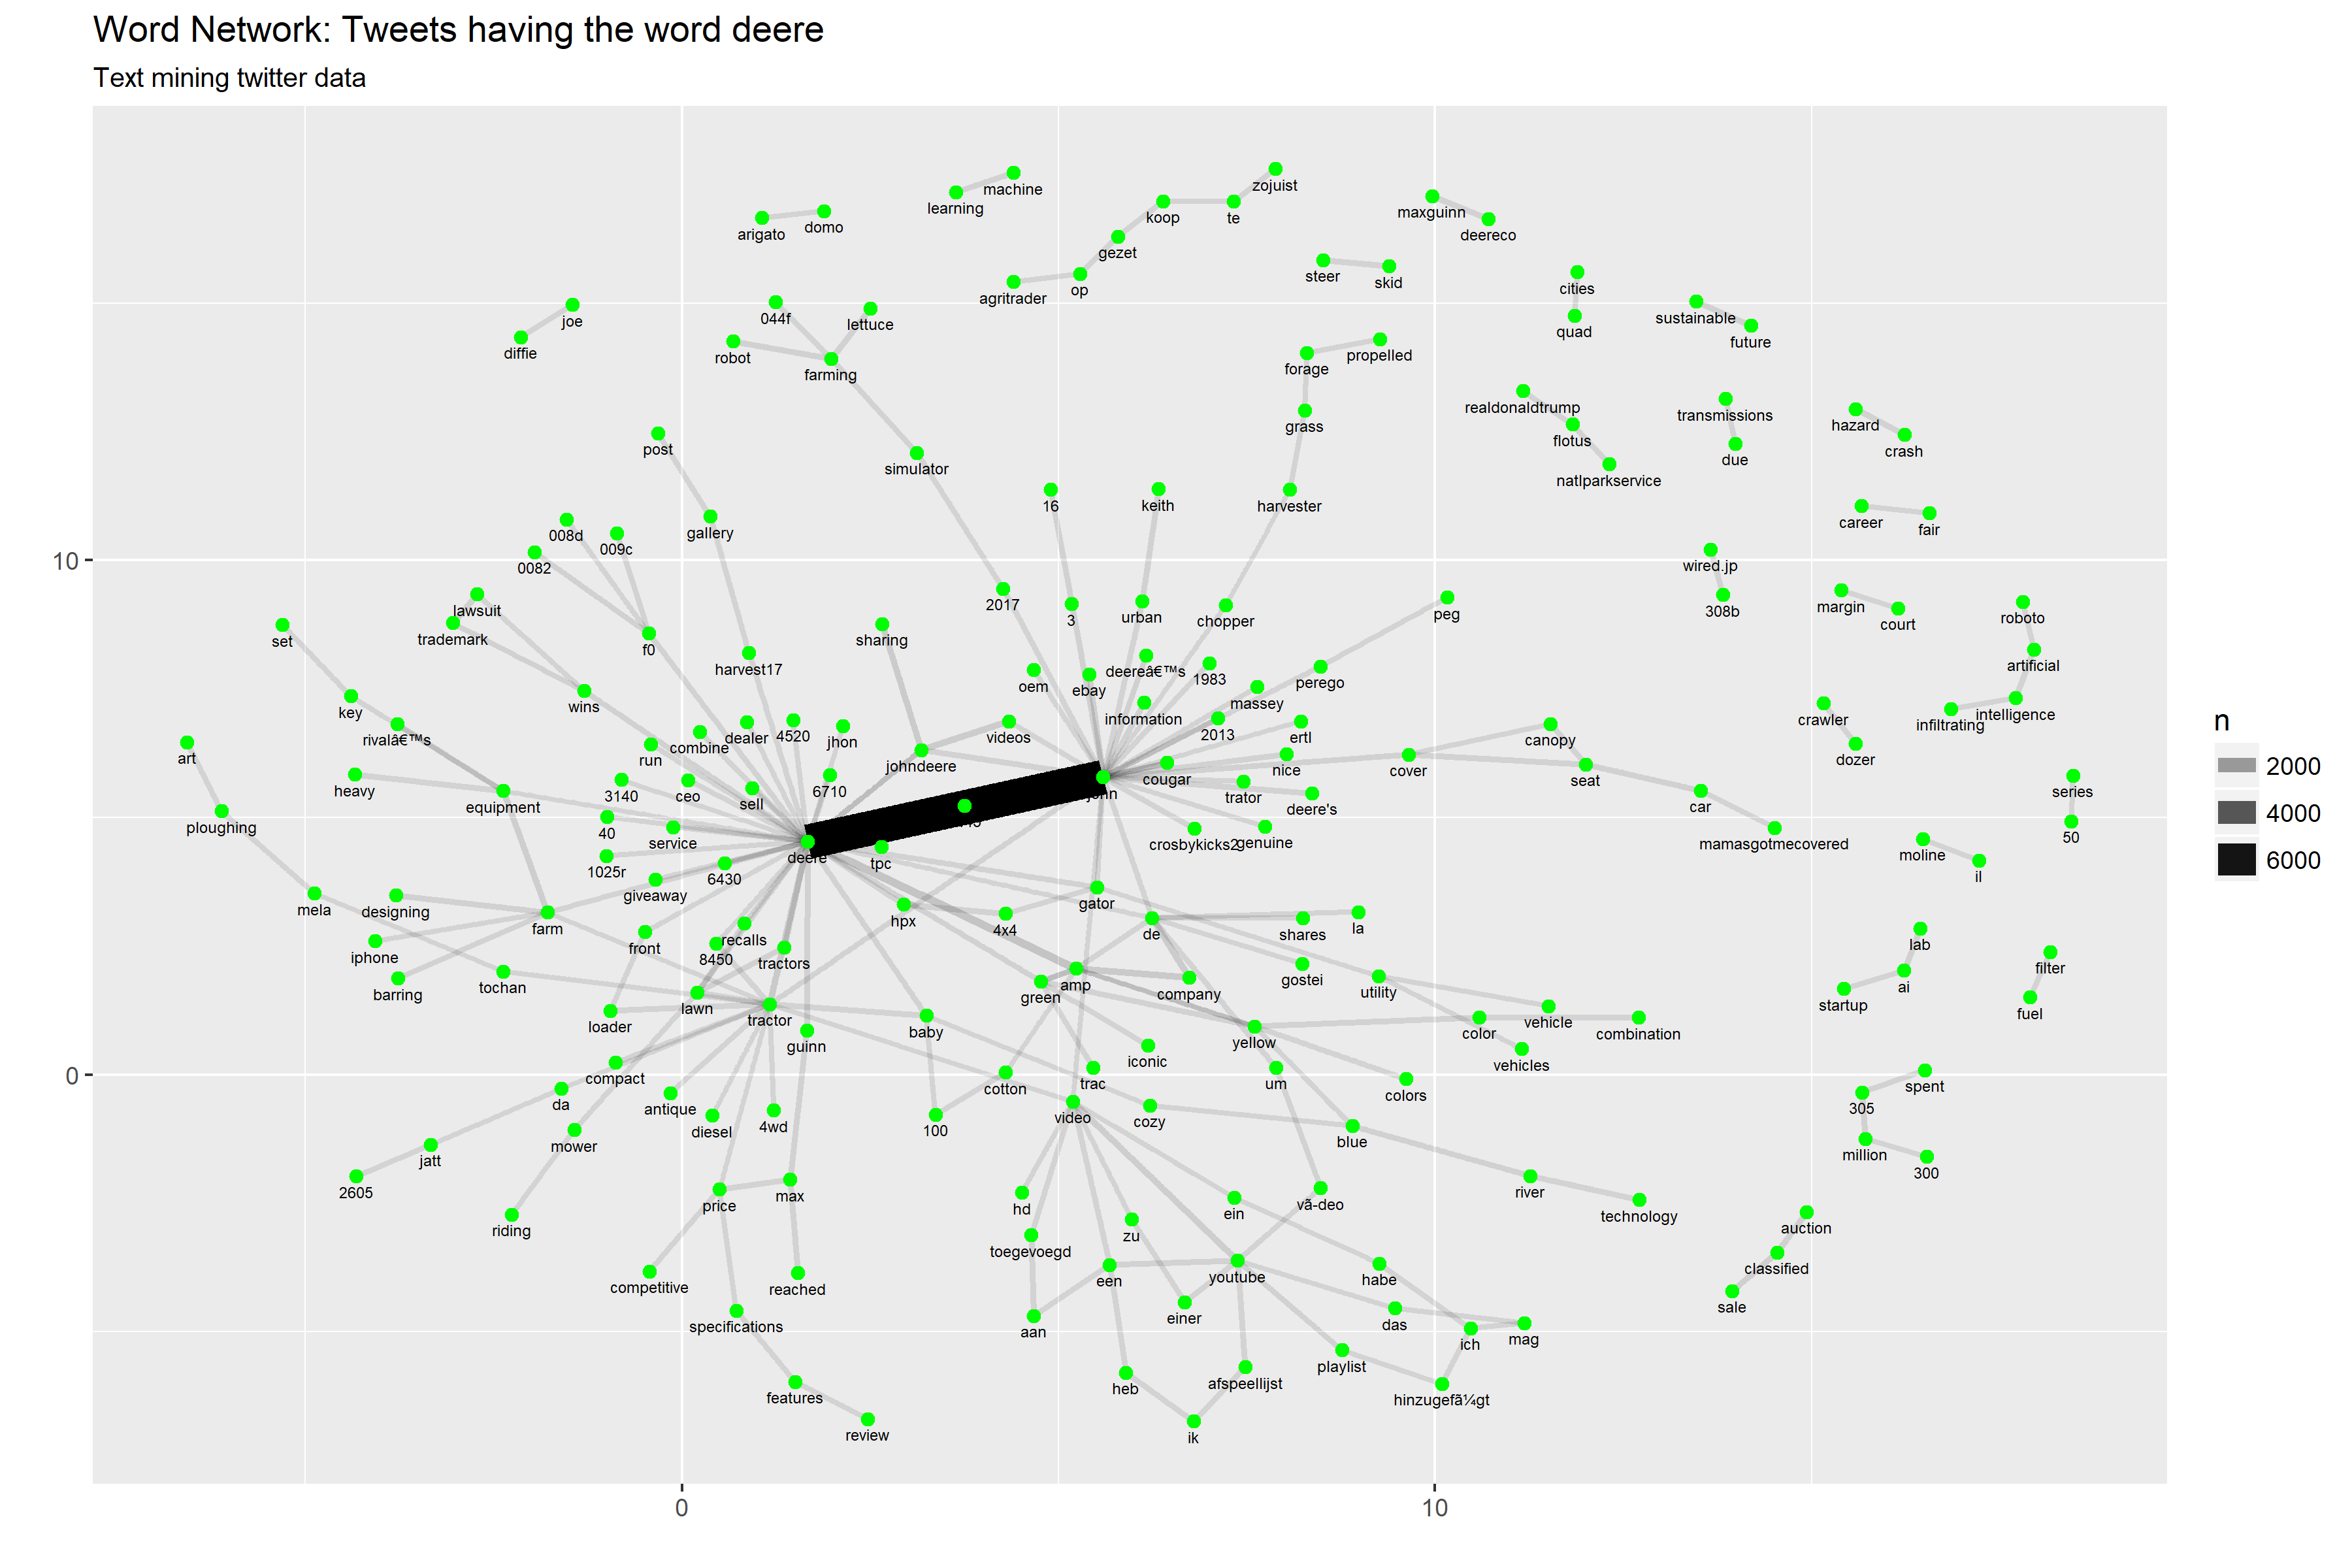 Word Network: Tweets having the word deere
Text mining twitter data
machine
zojuist
learning
koop
te
maxguinn
arigato
domo
deereco
gezet
steer
skid
cities
agritrader
op
joe
044f
lettuce
sustainable
quad
future
diffie
robot
farming
forage
propelled
realdonaldtrump
transmissions
hazard
grass
flotus
crash
post
simulator
due
natlparkservice
16
keith
harvester
008d
gallery
009c
career
fair
10
0082
wired.jp
lawsuit
2017
3
urban
chopper
peg
308b
margin
court
roboto
set
trademark
f0
sharing
harvest17
deereâ€™s
1983
perego
artificial
oem
ebay
massey
key
wins
information
2013
crawler
infiltrating
intelligence
rivalâ€™s
combine
dealer
4520
jhon
videos
ertl
canopy
n
art
run
johndeere
cougar
nice
cover
seat
dozer
2000
heavy
equipment
3140
ceo
sell
6710
trator
deere's
car
series
4000
ploughing
40
service
crosbykicks2
genuine
mamasgotmecovered
50
deere
tpc
moline
6000
1025r
6430
il
giveaway
gator
mela
designing
farm
hpx
4x4
de
shares
la
iphone
front
recalls
8450
tractors
lab
barring
tochan
green
amp
company
gostei
utility
filter
startup
ai
loader
lawn
tractor
baby
guinn
yellow
color
vehicle
combination
fuel
0
compact
cotton
trac
iconic
um
vehicles
colors
spent
da
antique
diesel
4wd
100
video
cozy
blue
305
jatt
mower
million
300
2605
riding
price
max
hd
zu
ein
vã­deo
river
technology
auction
toegevoegd
competitive
reached
een
youtube
habe
classified
specifications
aan
einer
das
ich
mag
sale
features
heb
afspeellijst
playlist
hinzugefã¼gt
review
ik
0
10